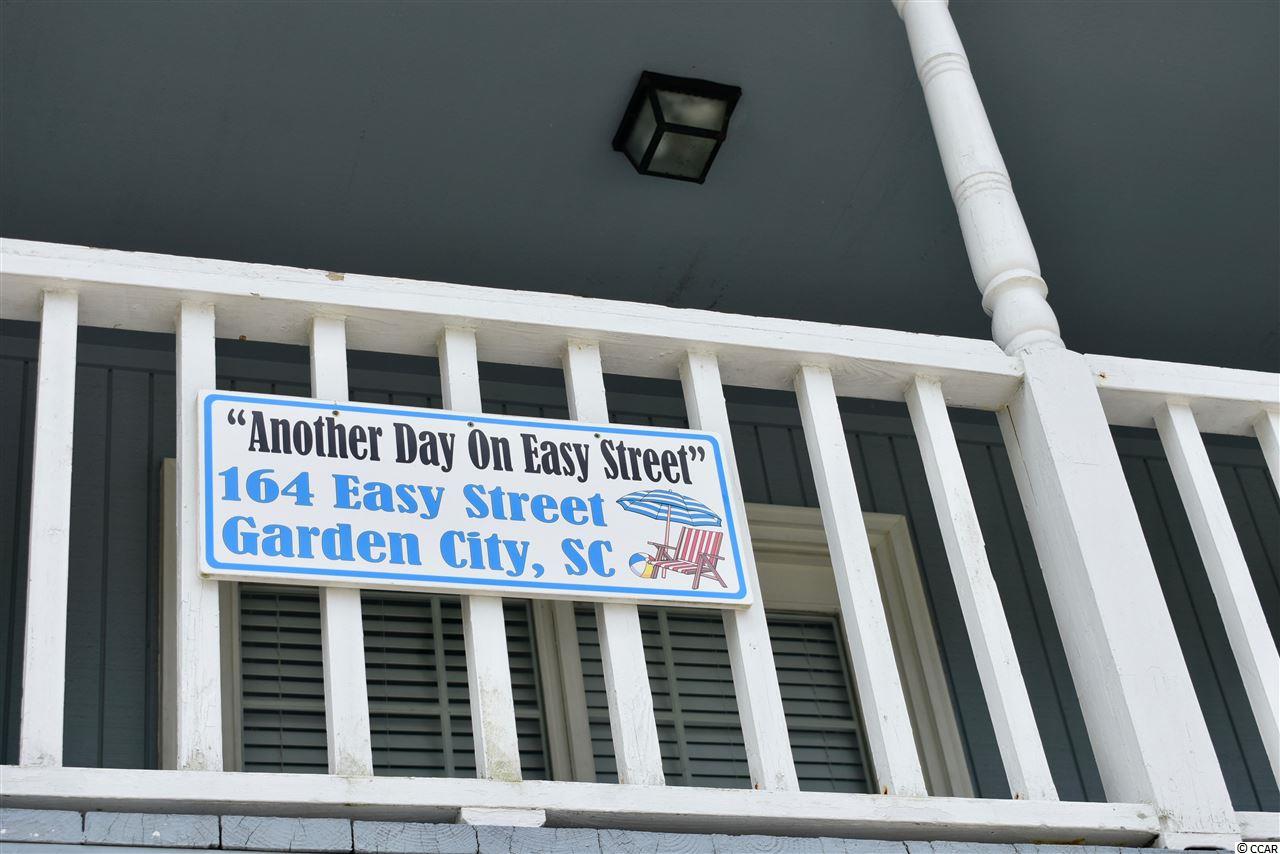 “Another Day On Easy Street”
164 Easy Street
Garden City, SC
© CCAR